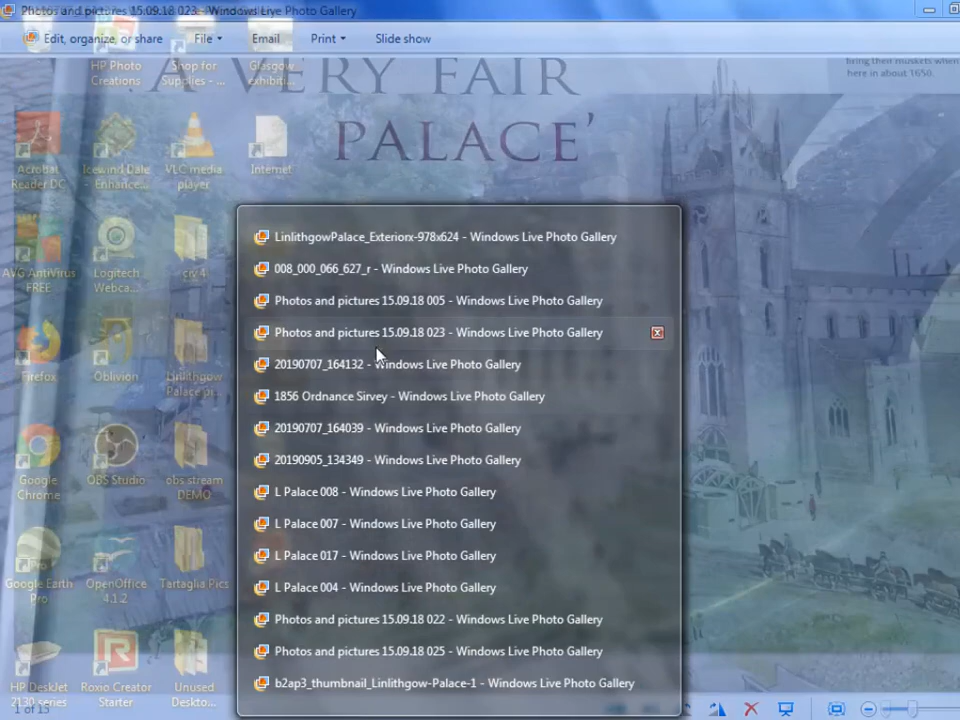 Photos and pictures 15.09.18 023 - Windows Live Photo Gallery
Edit, organize, or share File Email Print Slide show
A VERY FAIR
PALACE'
bring their muskets when
here in about 1650.
HP Photo
Creations
Shop for
Supplies - ...
Glasgow
exhibiti...
Acrobat
Reader DC
Icewind Dale
- Enhance...
VLC media
player
Internet
AVG AntiVirus
FREE
Logitech
Webca...
civ 4
Firefox
Oblivion
Linlithgow
Palace pi...
Google
Chrome
OBS Studio
obs stream
DEMO
Google Earth
Pro
OpenOffice
4.1.2
Tartaglia Pics
HP DeskJet
2130 series
Roxio Creator
Starter
Unused
Deskto...
LinlithgowPalace_Exteriorx-978x624 - Windows Live Photo Gallery
008_000_066_627_r - Windows Live Photo Gallery
Photos and pictures 15.09.18 005 - Windows Live Photo Gallery
Photos and pictures 15.09.18 023 - Windows Live Photo Gallery
20190707_164132 - Windows Live Photo Gallery
1856 Ordnance Sirvey - Windows Live Photo Gallery
20190707_164039 - Windows Live Photo Gallery
20190905_134349 - Windows Live Photo Gallery
L Palace 008 - Windows Live Photo Gallery
L Palace 007 - Windows Live Photo Gallery
L Palace 017 - Windows Live Photo Gallery
L Palace 004 - Windows Live Photo Gallery
Photos and pictures 15.09.18 022 - Windows Live Photo Gallery
Photos and pictures 15.09.18 025 - Windows Live Photo Gallery
b2ap3_thumbnail_Linlithgow-Palace-1 - Windows Live Photo Gallery
1 of 15